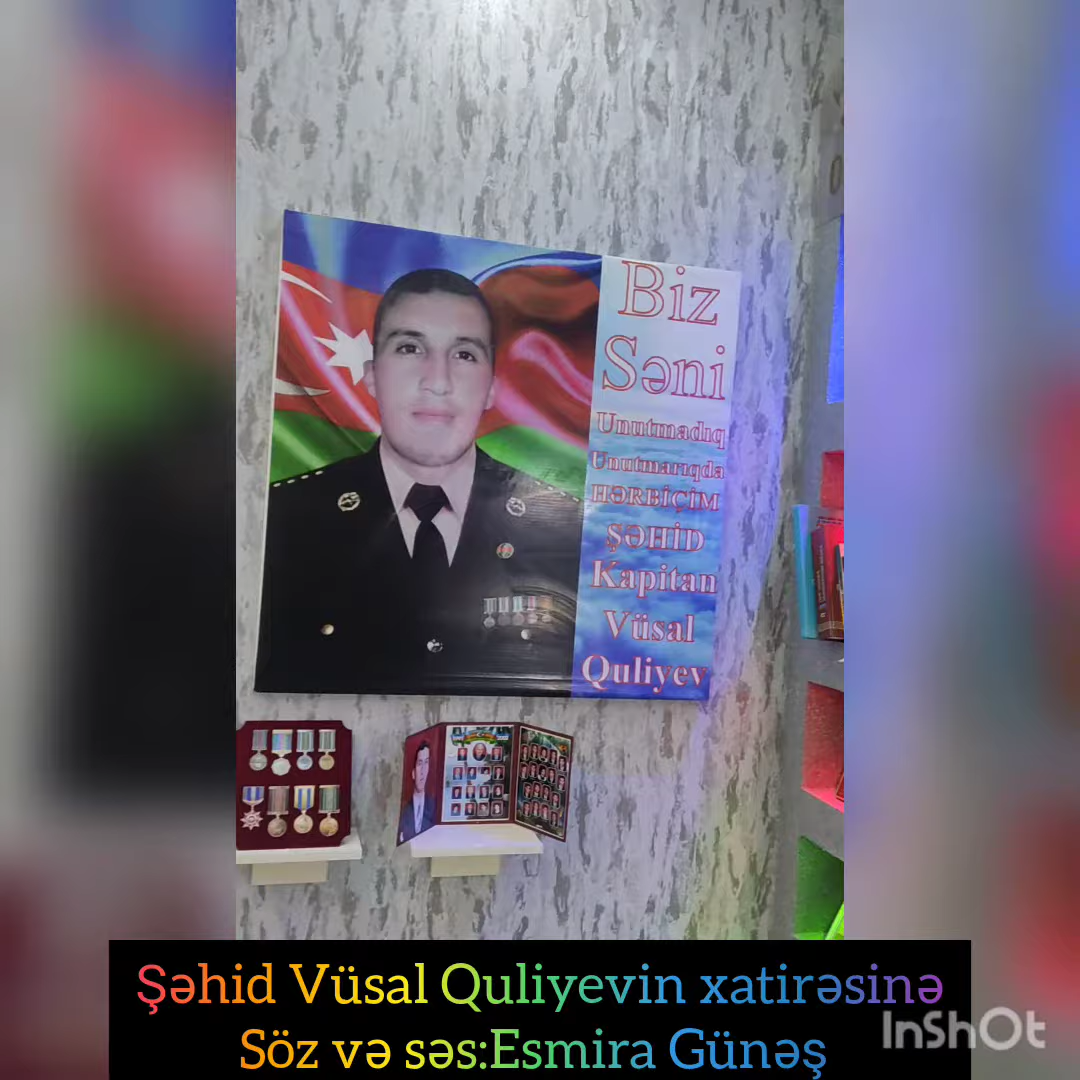 Biz
Səni
Unutmadıq
Unutmarıqda
HƏRBİÇİM
ŞƏHİD
Kapitan
Vüsal
Quliyev
Şəhid Vüsal Quliyevin xatirəsinə
Söz və səs:Esmira Günəş
InShOt